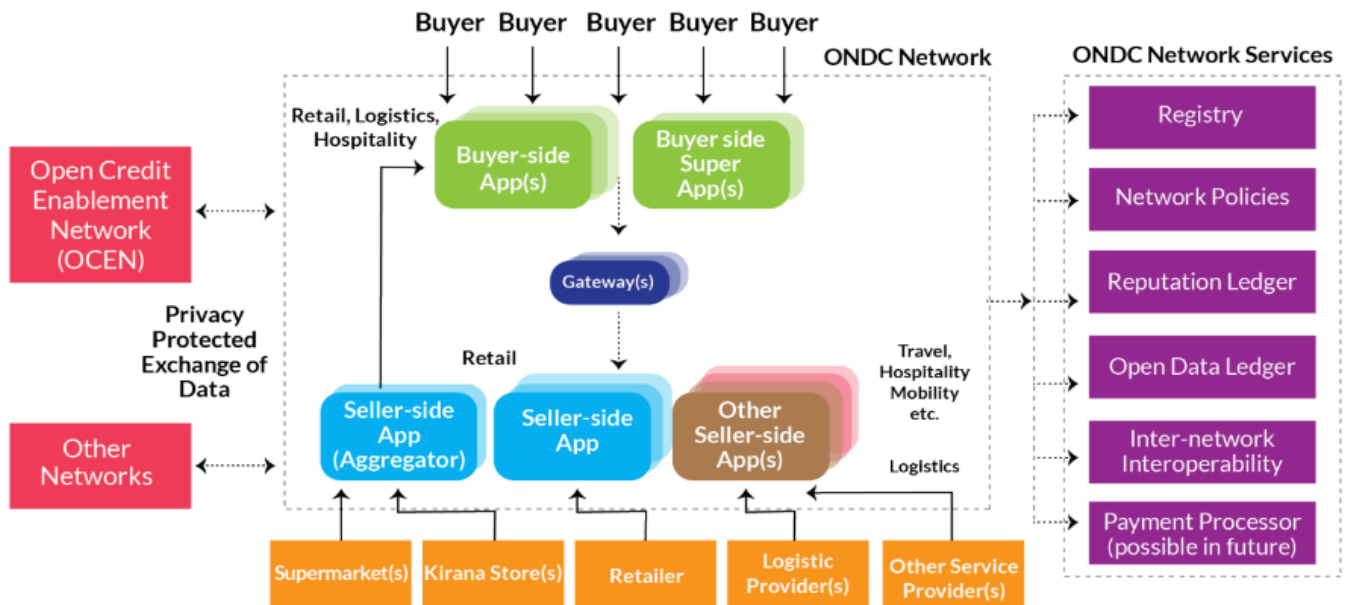 Buyer Buyer Buyer Buyer Buyer
ONDC Network
ONDC Network Services
Retail, Logistics,
Hospitality
Buyer-side
App(s)
Buyer side
Super
App(s)
Registry
Open Credit
Enablement
Network
(OCEN)
Network Policies
Gateway(s)
Reputation Ledger
Privacy
Protected
Exchange of
Data
Retail
Travel,
Hospitality
Mobility
etc.
Open Data Ledger
Seller-side
App
(Aggregator)
Seller-side
App
Other
Seller-side
App(s)
Other
Networks
Logistics
Inter-network
Interoperability
Payment Processor
(possible in future)
Supermarket(s)
Kirana Store(s)
Retailer
Logistic
Provider(s)
Other Service
Provider(s)